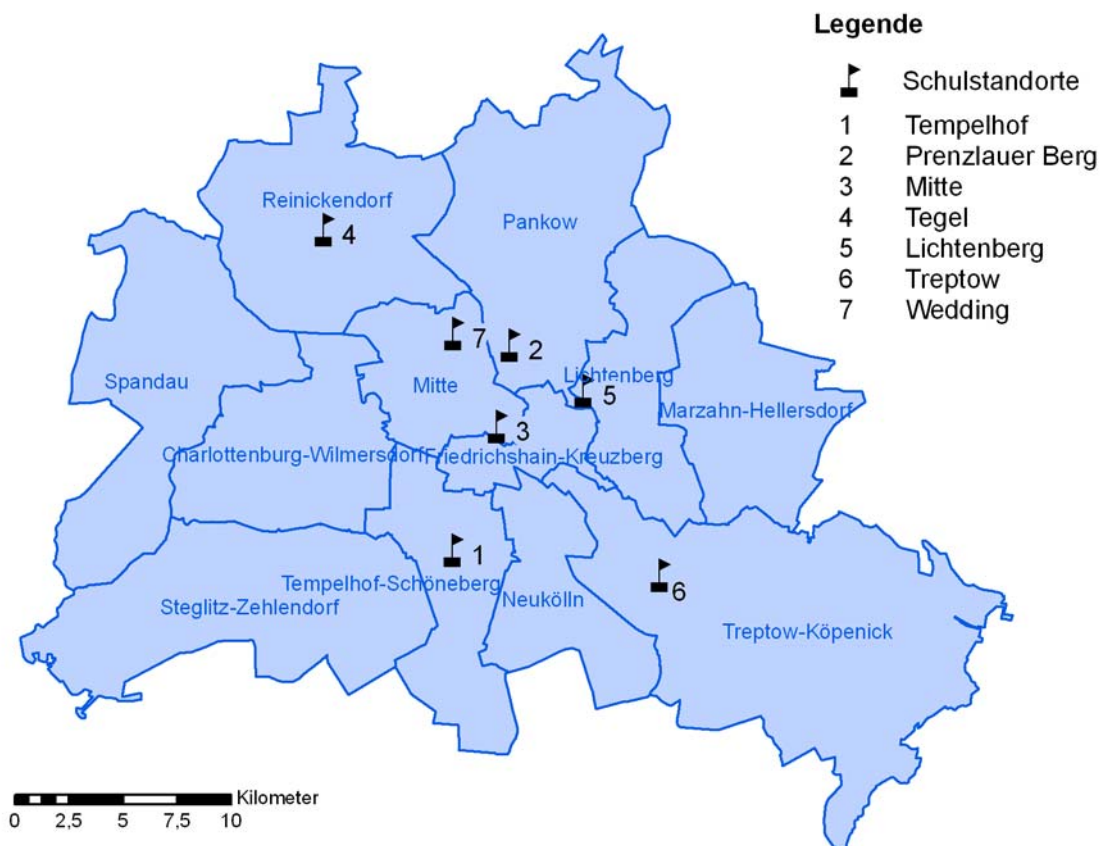 Legende
Schulstandorte
1 Tempelhof
2 Prenzlauer Berg
3 Mitte
4 Tegel
5 Lichtenberg
6 Treptow
7 Wedding
Reinickendorf
4
Pankow
7
2
Spandau
Mitte
Lichtenberg
5
Marzahn-Hellersdorf
3
Charlottenburg-Wilmersdorf
Friedrichshain-Kreuzberg
1
Tempelhof-Schöneberg
6
Neukölln
Steglitz-Zehlendorf
Treptow-Köpenick
Kilometer
0 2,5 5 7,5 10